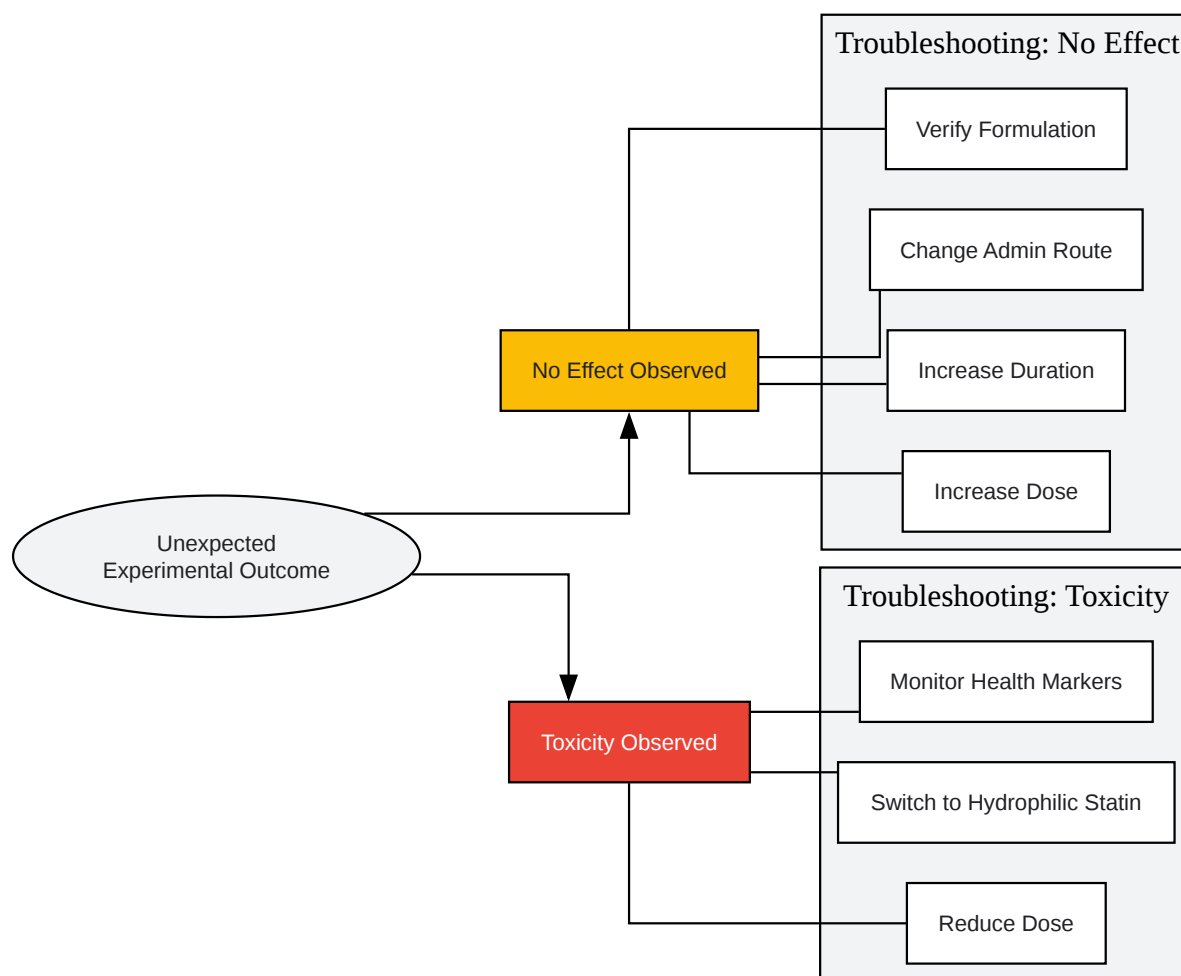 Troubleshooting: No Effect
Verify Formulation
Change Admin Route
No Effect Observed
Increase Duration
Increase Dose
Unexpected
Experimental Outcome
Troubleshooting: Toxicity
Monitor Health Markers
Toxicity Observed
Switch to Hydrophilic Statin
Reduce Dose